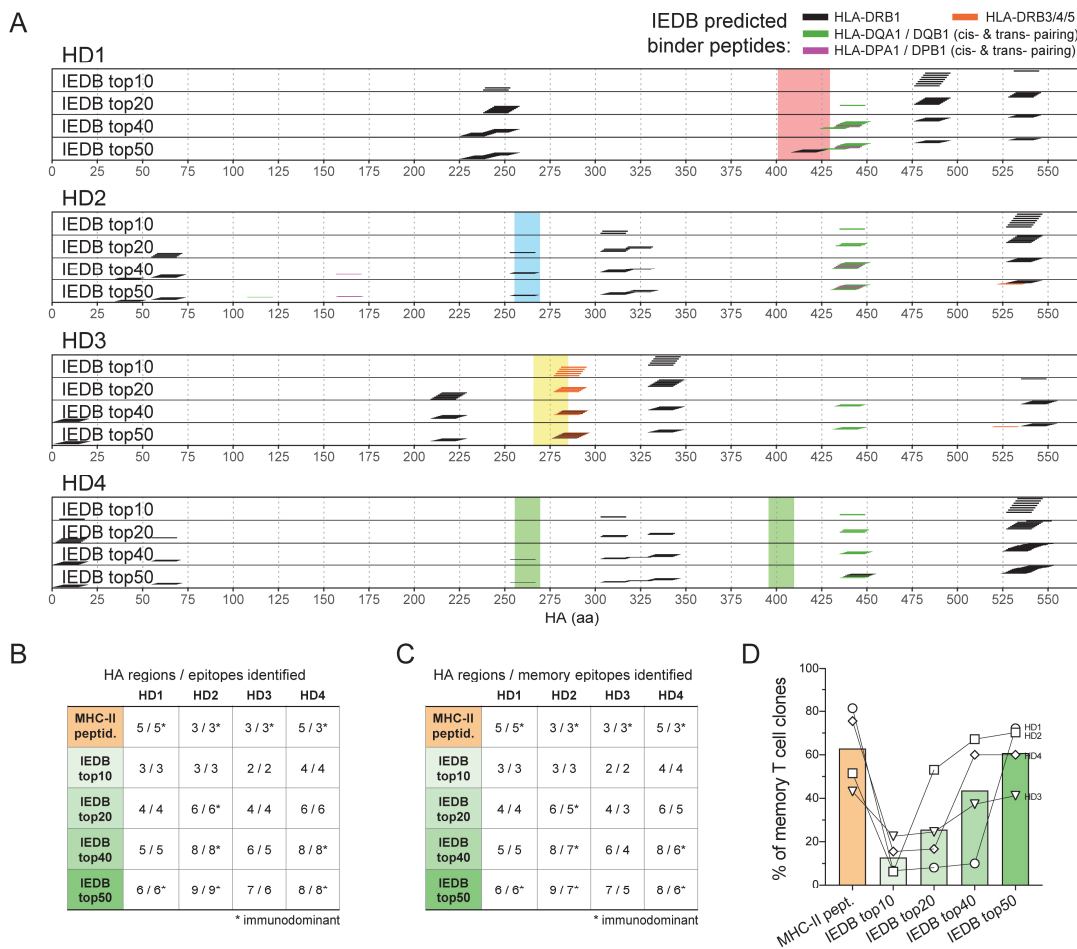 A
IEDB predicted
binder peptides:
HLA-DRB1
HLA-DRB3/4/5
HLA-DQA1 / DQB1 (cis- & trans- pairing)
HLA-DPA1 / DPB1 (cis- & trans- pairing)
HD1
IEDB top10
IEDB top20
IEDB top40
IEDB top50
0 25 50 75 100 125 150 175 200 225 250 275 300 325 350 375 400 425 450 475 500 525 550
HD2
IEDB top10
IEDB top20
IEDB top40
IEDB top50
0 25 50 75 100 125 150 175 200 225 250 275 300 325 350 375 400 425 450 475 500 525 550
HD3
IEDB top10
IEDB top20
IEDB top40
IEDB top50
0 25 50 75 100 125 150 175 200 225 250 275 300 325 350 375 400 425 450 475 500 525 550
HD4
IEDB top10
IEDB top20
IEDB top40
IEDB top50
0 25 50 75 100 125 150 175 200 225 250 275 300 325 350 375 400 425 450 475 500 525 550
HA (aa)
B
HA regions / epitopes identified
HD1 HD2 HD3 HD4
MHC-II peptid. 5 / 5* 3 / 3* 3 / 3* 5 / 3*
IEDB top10 3 / 3 3 / 3 2 / 2 4 / 4
IEDB top20 4 / 4 6 / 6* 4 / 4 6 / 6
IEDB top40 5 / 5 8 / 8* 6 / 5 8 / 8*
IEDB top50 6 / 6* 9 / 9* 7 / 6 8 / 8*
* immunodominant
C
HA regions / memory epitopes identified
HD1 HD2 HD3 HD4
MHC-II peptid. 5 / 5* 3 / 3* 3 / 3* 5 / 3*
IEDB top10 3 / 3 3 / 3 2 / 2 4 / 4
IEDB top20 4 / 4 6 / 5* 4 / 3 6 / 5
IEDB top40 5 / 5 8 / 7* 6 / 4 8 / 6*
IEDB top50 6 / 6* 9 / 7* 7 / 5 8 / 6*
* immunodominant
D
% of memory T cell clones
100
80
60
40
20
0
HD1
HD2
HD4
HD3
MHC-II pept.
IEDB top10
IEDB top20
IEDB top40
IEDB top50